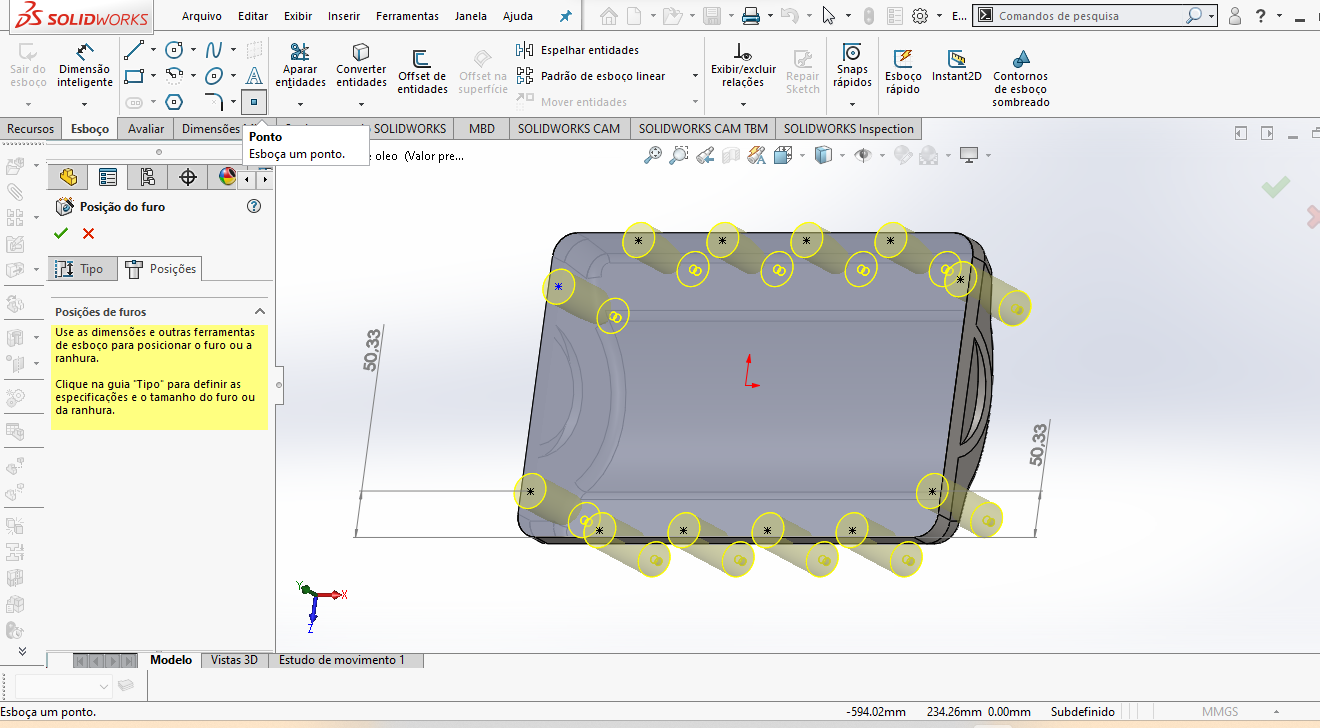 SOLIDWORKS
Arquivo Editar Exibir Inserir Ferramentas Janela Ajuda
E...
Comandos de pesquisa
?
Sair do esboço
Dimensão inteligente
Aparar entidades
Converter entidades
Offset de entidades
Offset na superfície
Espelhar entidades
Padrão de esboço linear
Mover entidades
Exibir/excluir relações
Repair Sketch
Snaps rápidos
Esboço rápido
Instant2D
Contornos sombreado
Recursos Esboço Avaliar Dimensões SOLIDWORKS MBD SOLIDWORKS CAM SOLIDWORKS CAM TBM SOLIDWORKS Inspection
Ponto
Esboça um ponto.
oleo (Valor pre...
Posição do furo
Tipo Posições
Posições de furos
Use as dimensões e outras ferramentas
de esboço para posicionar o furo ou a
ranhura.
Clique na guia "Tipo" para definir as
especificações e o tamanho do furo ou
da ranhura.
50,33
50,33
Y
X
Z
Modelo Vistas 3D Estudo de movimento 1
Esboça um ponto.
-594.02mm 234.26mm 0.00mm Subdefinido MMGS